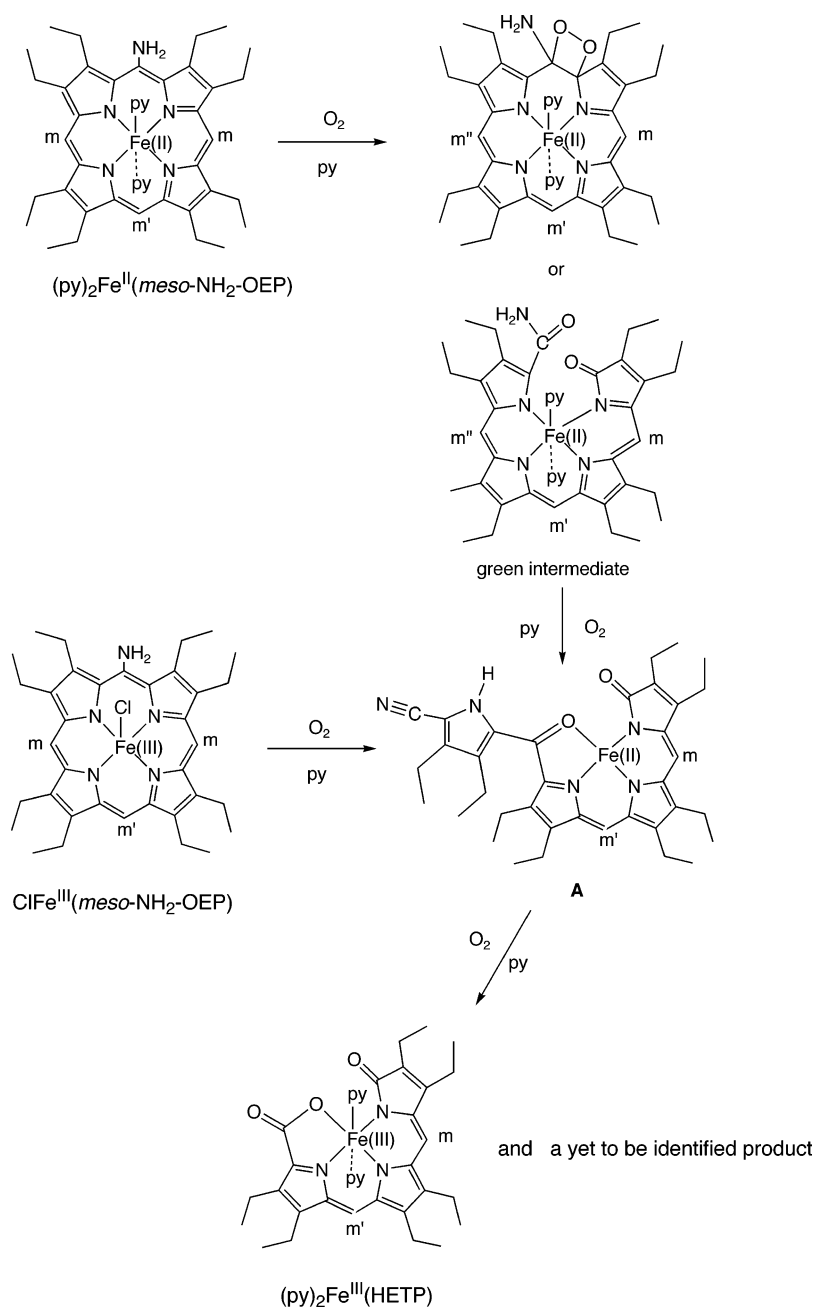 NH₂
py
N N
m Fe(II) m
N N
py
m'
(py)₂Feᴵᴵ(meso-NH₂-OEP)
O₂
py
H₂N O O
py
N N
m" Fe(II) m
N N
py
m'
or
H₂N O
C
O
py
N N
m" Fe(II) m
N N
py
m'
green intermediate
py O₂
NH₂
Cl
N N
m Fe(III) m
N N
m'
ClFeᴵᴵᴵ(meso-NH₂-OEP)
O₂
py
H
N≡C N
O
O
N
Fe(II) m
N N
m'
A
O₂
py
O
O O py
N
Fe(III) m
N N
py
m'
(py)₂Feᴵᴵᴵ(HETP)
and a yet to be identified product